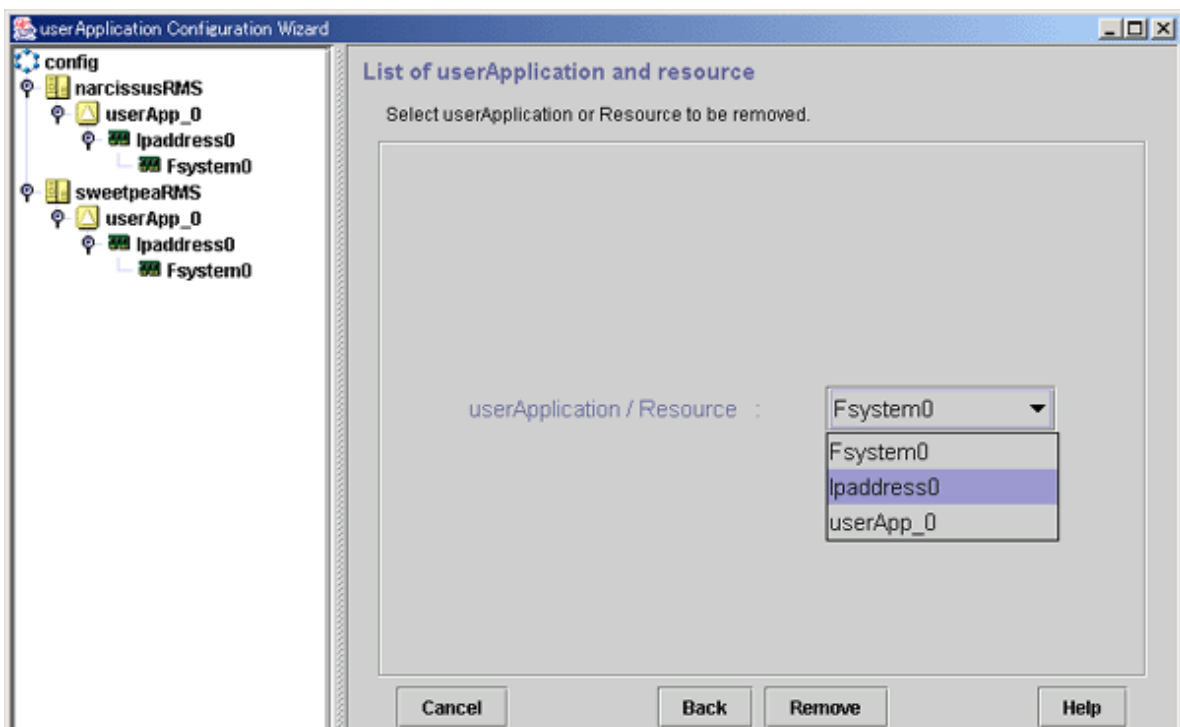 userApplication Configuration Wizard
config
narcissusRMS
userApp_0
Ipaddress0
Fsystem0
sweetpeaRMS
userApp_0
Ipaddress0
Fsystem0
List of userApplication and resource
Select userApplication or Resource to be removed.
userApplication / Resource : Fsystem0
Fsystem0
Ipaddress0
userApp_0
Cancel Back Remove Help